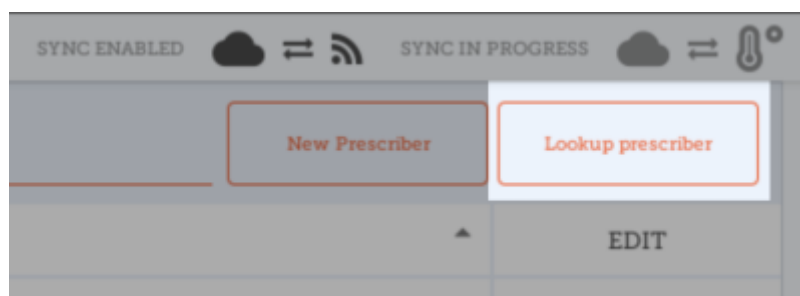 SYNC ENABLED SYNC IN PROGRESS
New Prescriber Lookup prescriber
EDIT